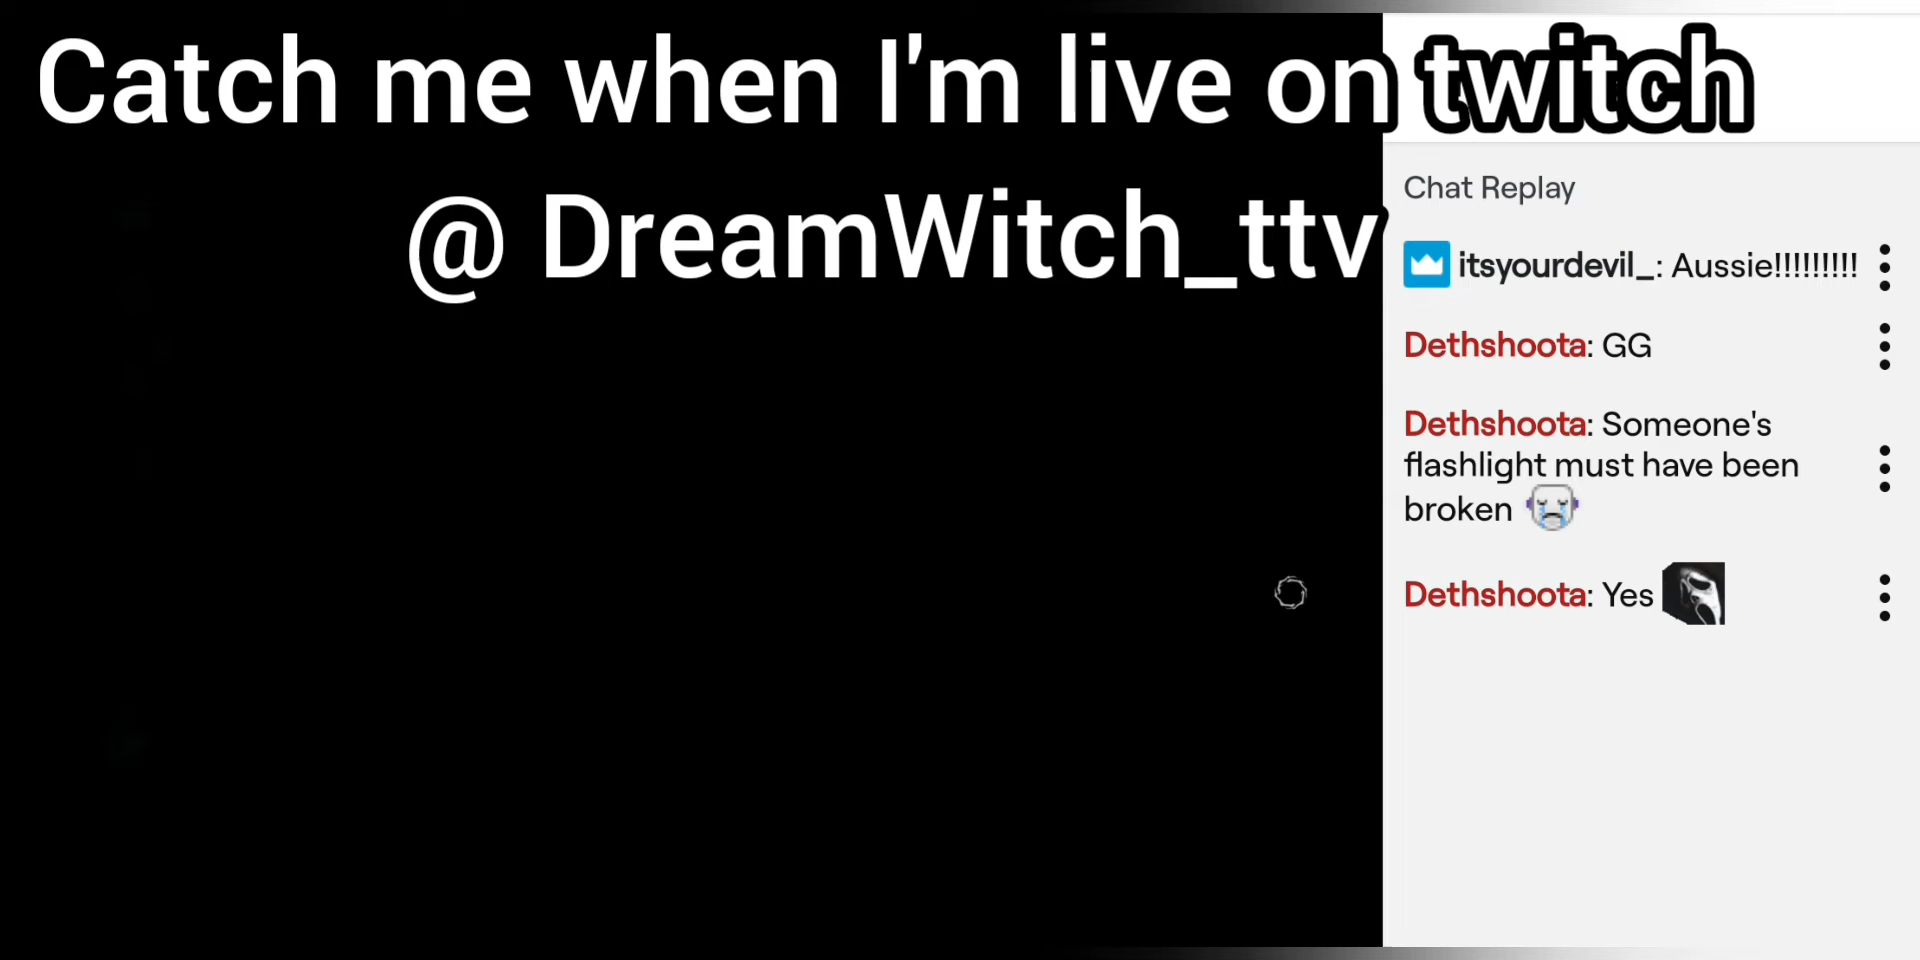 Catch me when I'm live on twitch
@ DreamWitch_ttv
Chat Replay
itsyourdevil_: Aussie!!!!!!!!!
Dethshoota: GG
Dethshoota: Someone's
flashlight must have been
broken
Dethshoota: Yes